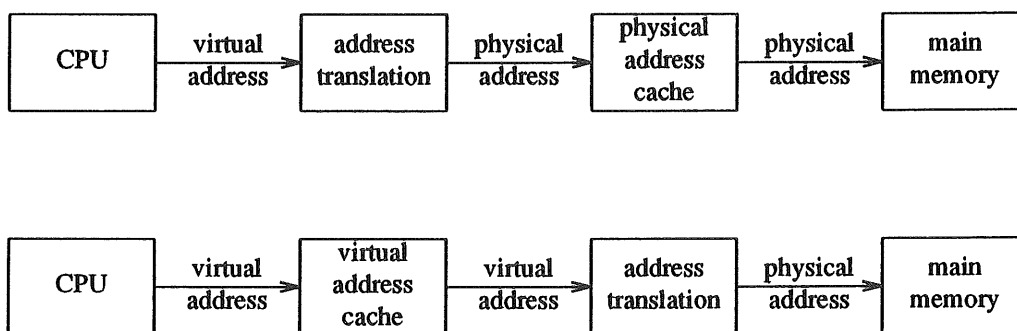 CPU
virtual
address
address
translation
physical
address
physical
address
cache
physical
address
main
memory
CPU
virtual
address
virtual
address
cache
virtual
address
address
translation
physical
address
main
memory